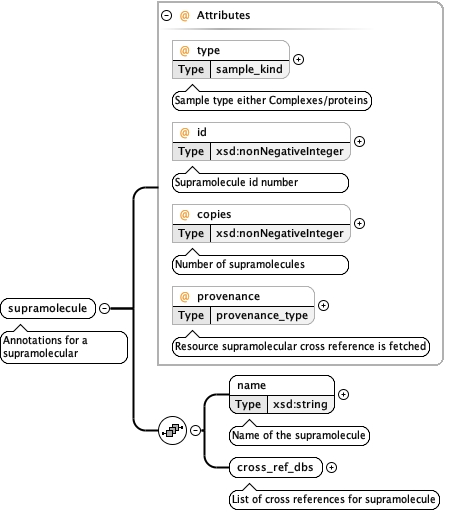 @ Attributes
@ type
Type sample_kind
Sample type either Complexes/proteins
@ id
Type xsd:nonNegativeInteger
Supramolecule id number
@ copies
Type xsd:nonNegativeInteger
Number of supramolecules
@ provenance
Type provenance_type
Resource supramolecular cross reference is fetched
supramolecule
Annotations for a
supramolecular
name
Type xsd:string
Name of the supramolecule
cross_ref_dbs
List of cross references for supramolecule